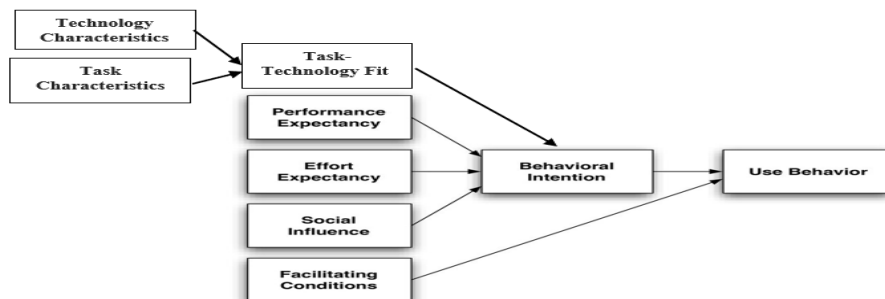 Technology
Characteristics
Task
Characteristics
Task-
Technology Fit
Performance
Expectancy
Effort
Expectancy
Behavioral
Intention
Use Behavior
Social
Influence
Facilitating
Conditions